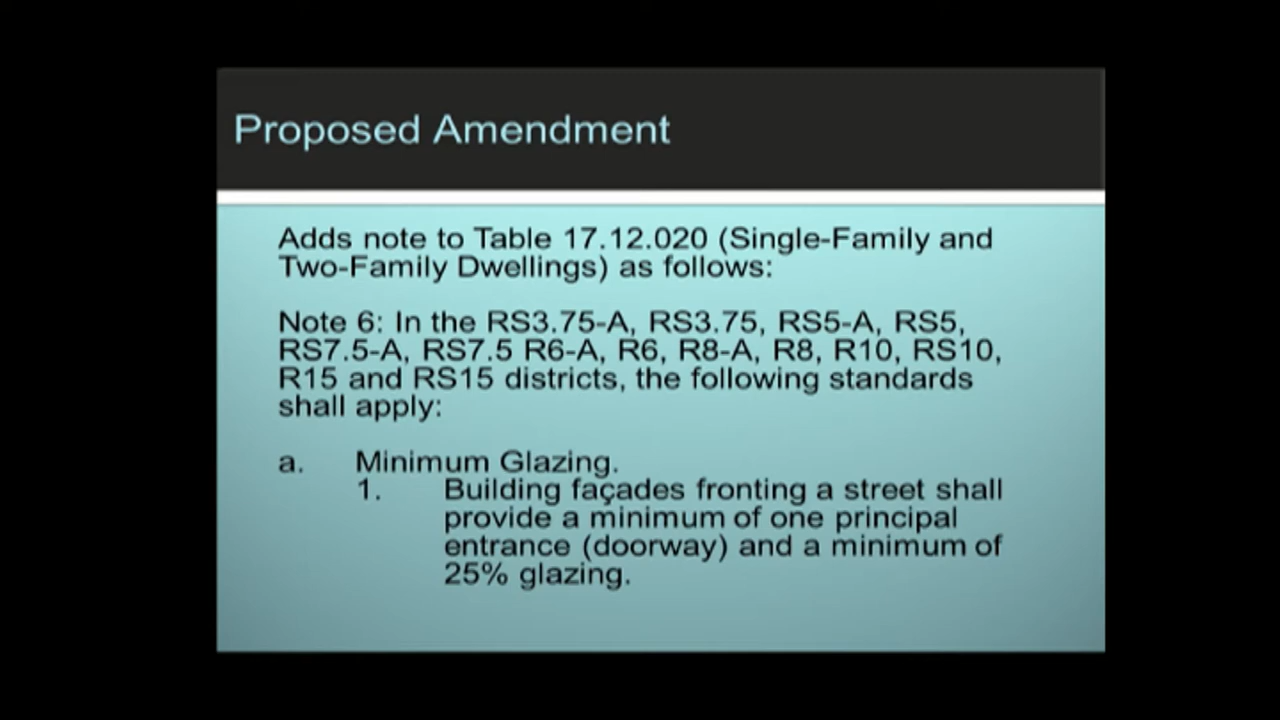 Proposed Amendment
Adds note to Table 17.12.020 (Single-Family and
Two-Family Dwellings) as follows:
Note 6: In the RS3.75-A, RS3.75, RS5-A, RS5,
RS7.5-A, RS7.5 R6-A, R6, R8-A, R8, R10, RS10,
R15 and RS15 districts, the following standards
shall apply:
a. Minimum Glazing.
1. Building façades fronting a street shall
provide a minimum of one principal
entrance (doorway) and a minimum of
25% glazing.